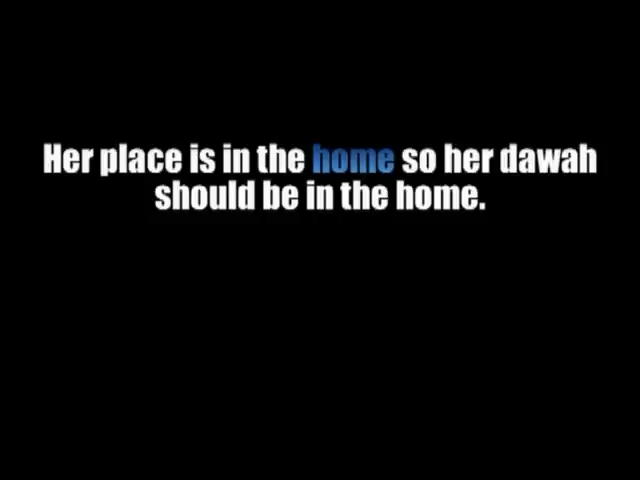 Her place is in the home so her dawah
should be in the home.